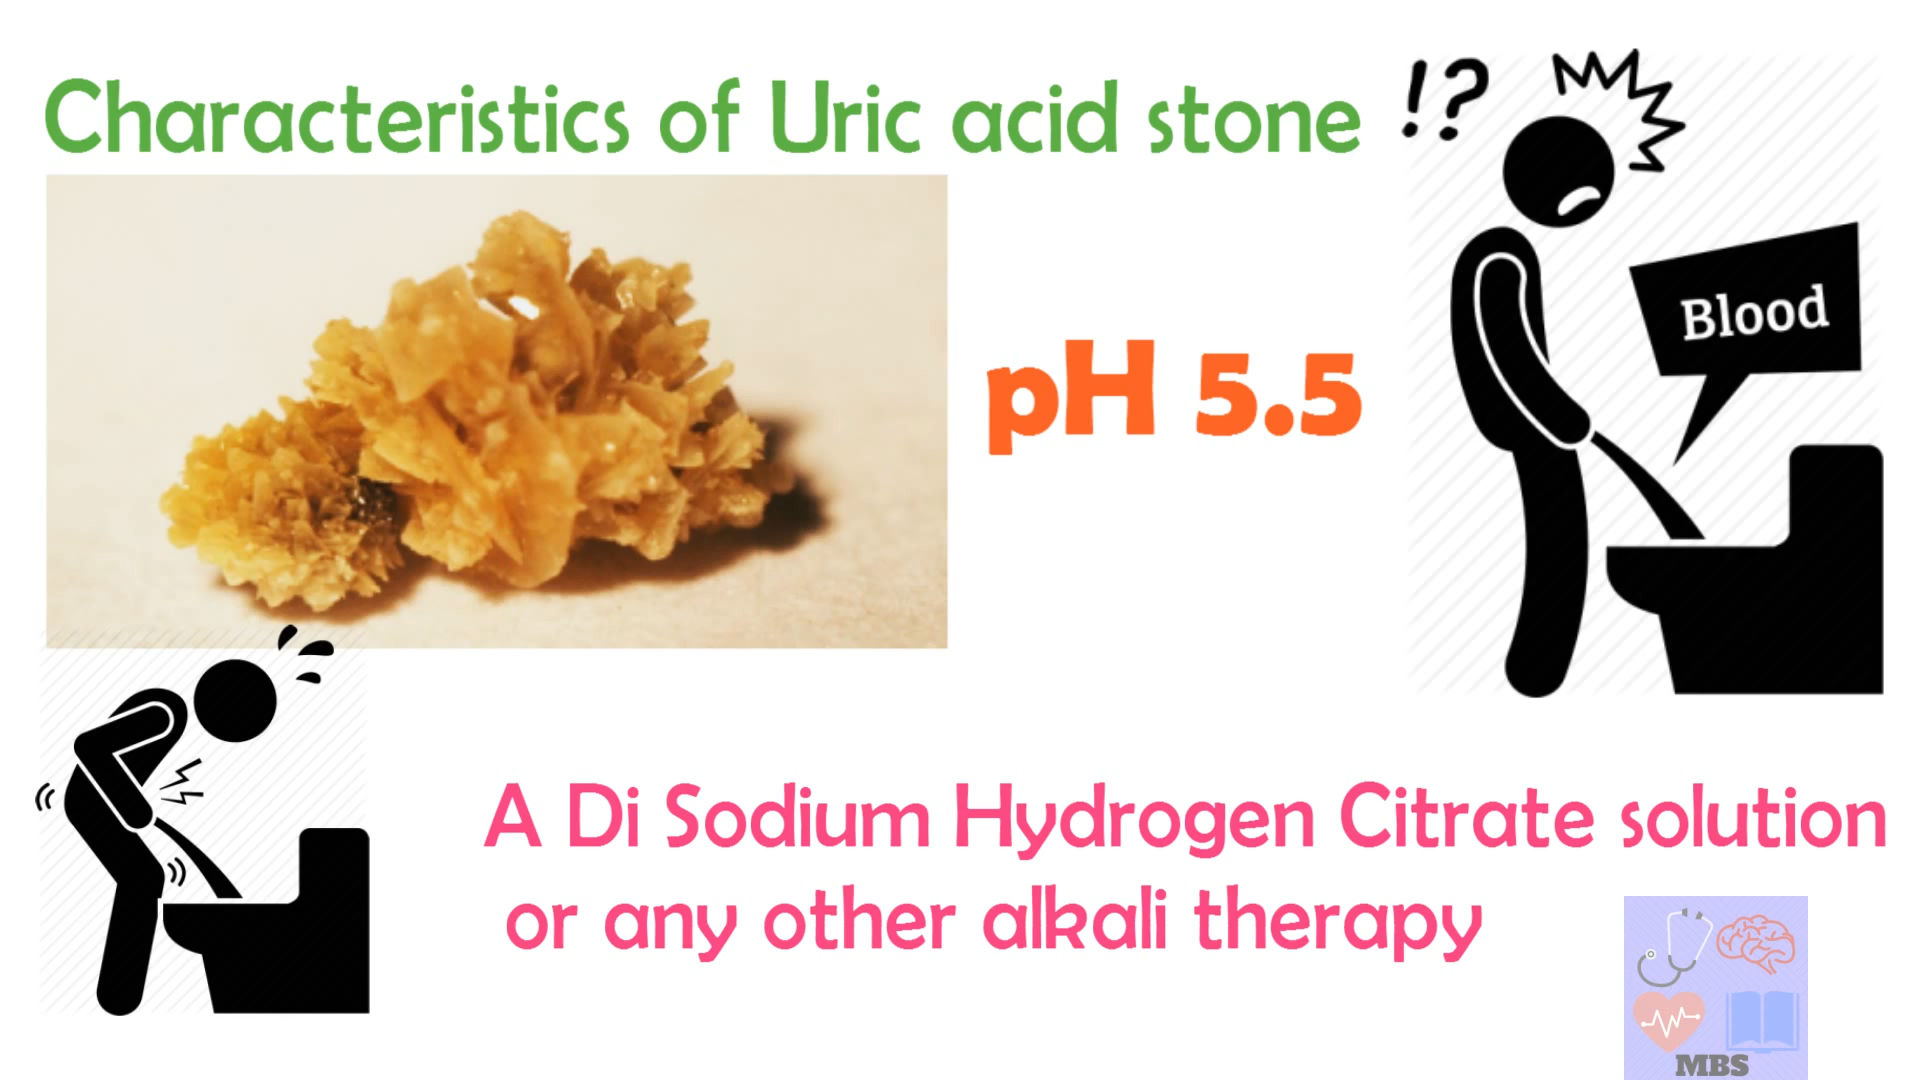 Characteristics of Uric acid stone
!?
Blood
pH 5.5
A Di Sodium Hydrogen Citrate solution
or any other alkali therapy
MBS